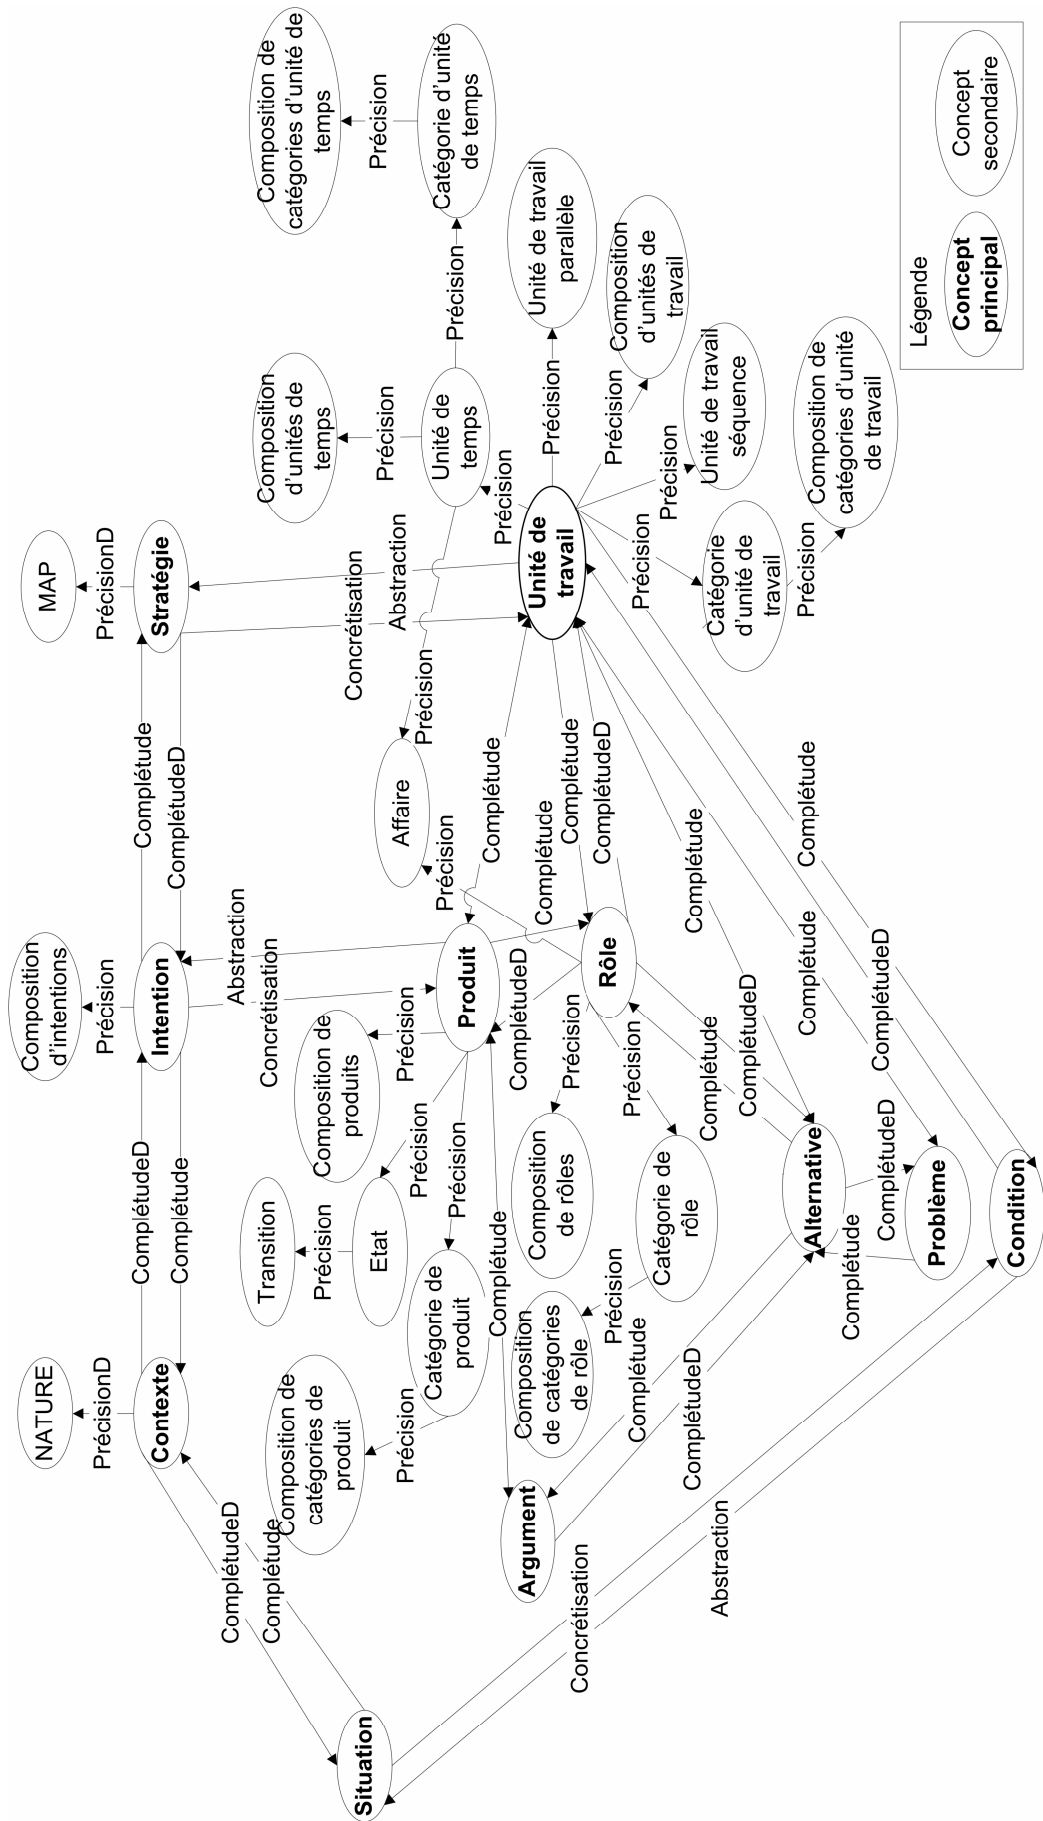 NATURE
PrécisionD
Contexte
Composition
d'intentions
Précision
Intention
MAP
PrécisionD
Stratégie
ComplétudeD
Complétude
Complétude
ComplétudeD
ComplétudeD
Complétude
Abstraction
Concrétisation
Concrétisation
Abstraction
Situation
Composition de
catégories de
produit
Précision
Transition
Précision
Etat
Composition de
produits
Précision
Précision
Précision
Catégorie de
produit
Produit
Affaire
Précision
Précision
Composition
d'unités de
temps
Précision
Unité de
temps
Précision
Composition de
catégories d'unité de
temps
Précision
Catégorie d'unité
de temps
Précision
Complétude
Complétude
ComplétudeD
Complétude
Complétude
ComplétudeD
Argument
Composition
de catégories
de rôle
Précision
Composition
de rôles
Précision
Précision
Catégorie de
rôle
Rôle
Unité de
travail
Précision
Unité de travail
parallèle
Précision
Composition
d'unités de
travail
Précision
Unité de travail
séquence
Précision
Catégorie
d'unité de
travail
Précision
Composition de
catégories d'unité
de travail
Complétude
ComplétudeD
Complétude
ComplétudeD
Complétude
Alternative
Complétude
ComplétudeD
Problème
Complétude
ComplétudeD
Complétude
Condition
Concrétisation
Abstraction
Légende
Concept
principal
Concept
secondaire